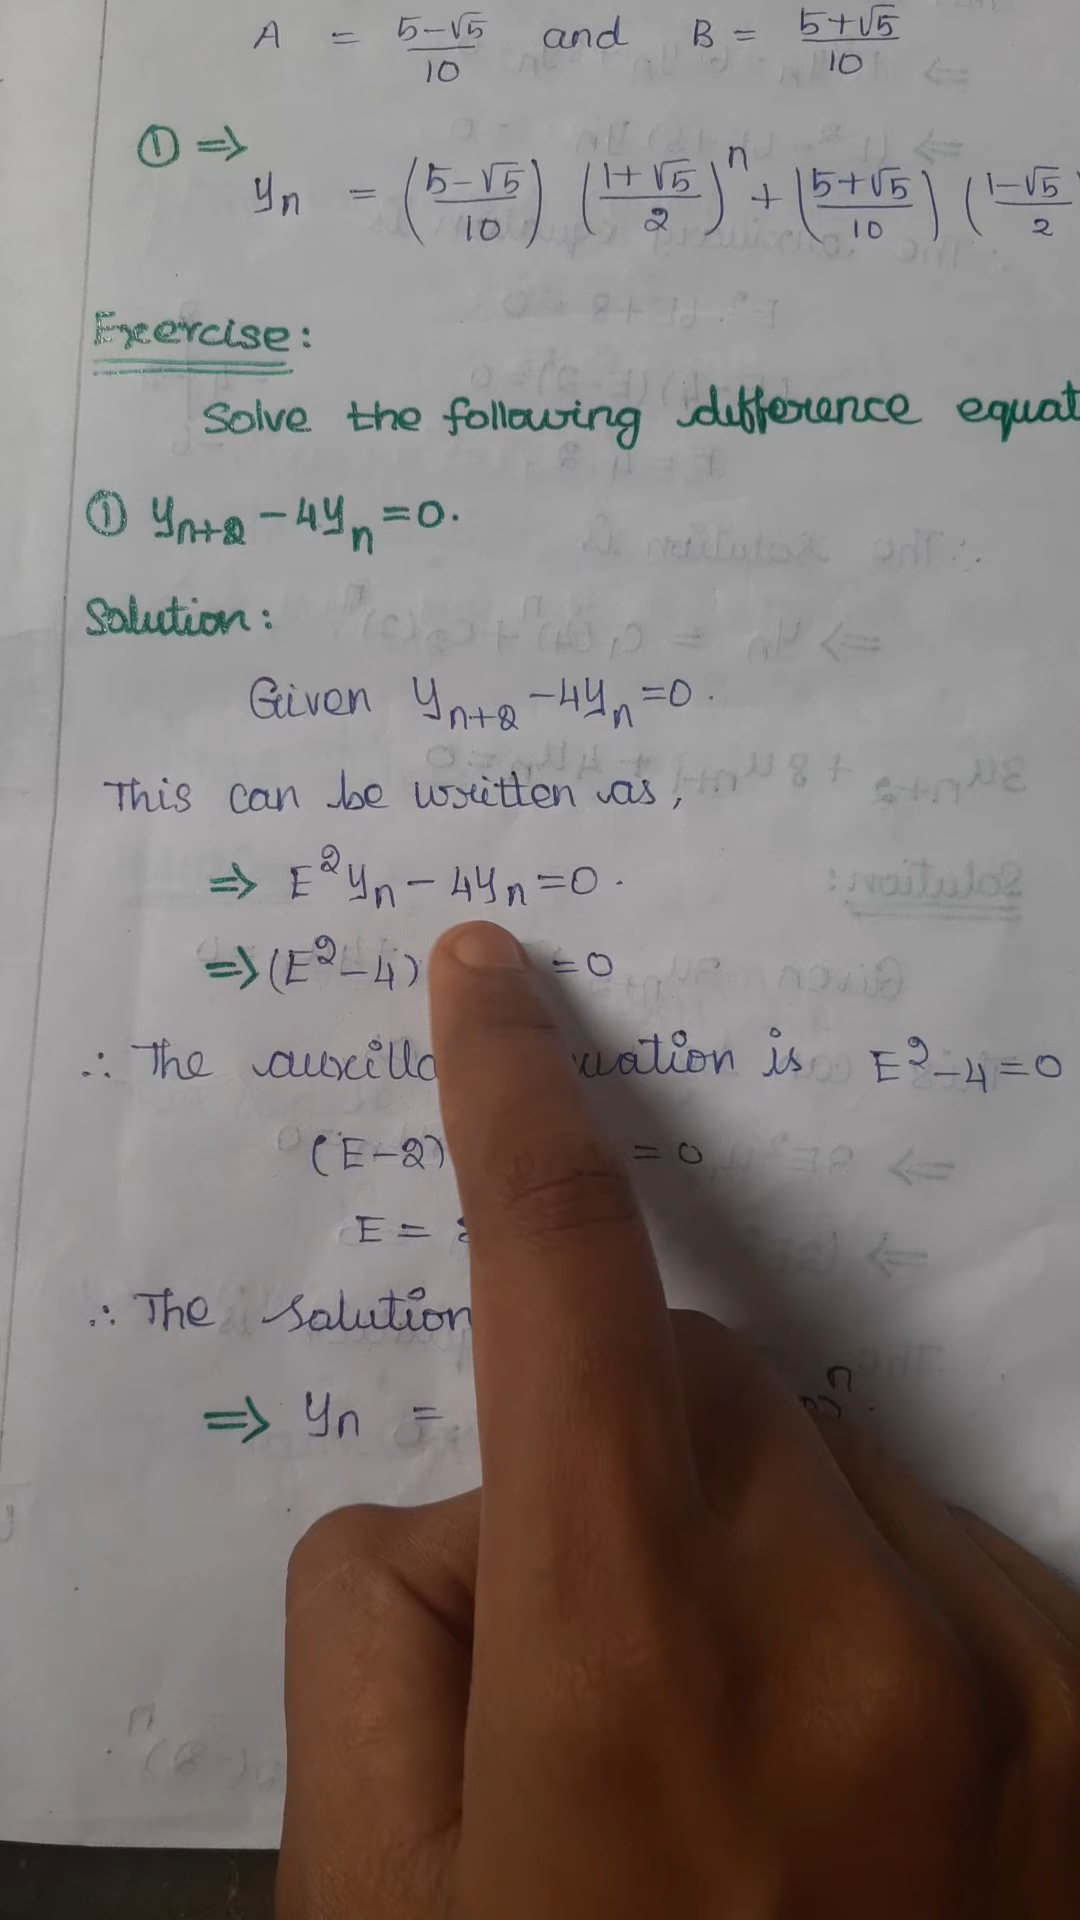 A = 5-√5/10 and B = 5+√5/10
① ⇒
yn = (5-√5/10) (1+√5/2)^n + (5+√5/10) (1-√5/2
Exercise:
Solve the following difference equat
① yn+2 - 4yn = 0.
Solution:
Given yn+2 - 4yn = 0.
This can be written as,
⇒ E²yn - 4yn = 0.
⇒ (E²-4) = 0
∴ The auxilla uation is E²-4=0
(E-2) = 0
E =
∴ The solution
⇒ yn = n